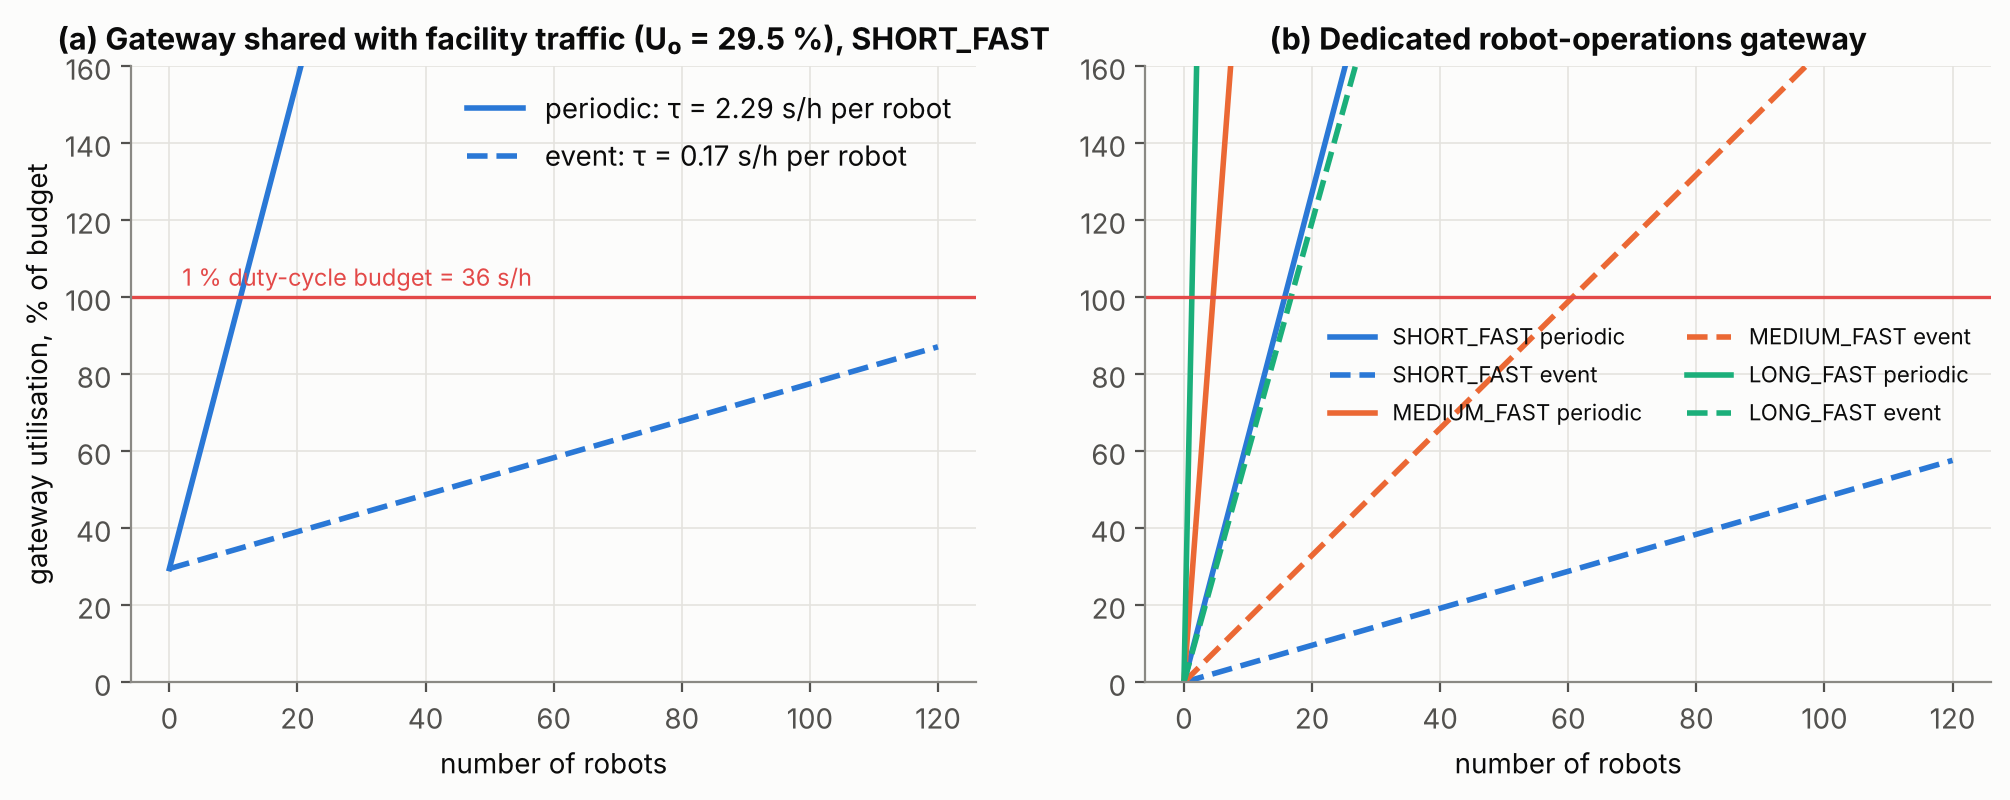 (a) Gateway shared with facility traffic (U₀ = 29.5 %), SHORT_FAST
gateway utilisation, % of budget
160
140
120
100
80
60
40
20
0
periodic: τ = 2.29 s/h per robot
event: τ = 0.17 s/h per robot
1 % duty-cycle budget = 36 s/h
0 20 40 60 80 100 120
number of robots
(b) Dedicated robot-operations gateway
160
140
120
100
80
60
40
20
0
SHORT_FAST periodic
SHORT_FAST event
MEDIUM_FAST periodic
MEDIUM_FAST event
LONG_FAST periodic
LONG_FAST event
0 20 40 60 80 100 120
number of robots